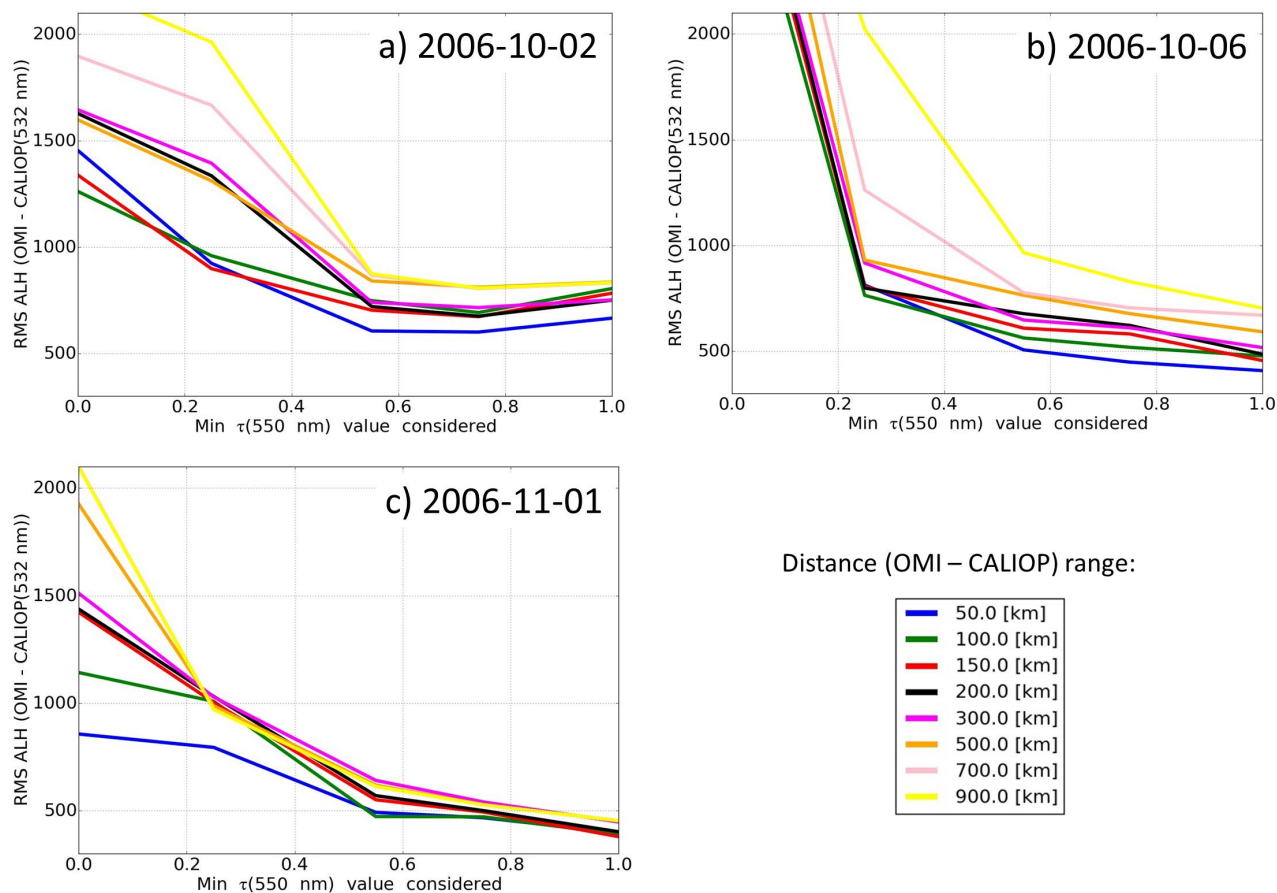 a) 2006-10-02
2000
1500
1000
500
RMS ALH (OMI - CALIOP(532 nm))
0.0 0.2 0.4 0.6 0.8 1.0
Min τ(550 nm) value considered
b) 2006-10-06
2000
1500
1000
500
RMS ALH (OMI - CALIOP(532 nm))
0.0 0.2 0.4 0.6 0.8 1.0
Min τ(550 nm) value considered
c) 2006-11-01
2000
1500
1000
500
RMS ALH (OMI - CALIOP(532 nm))
0.0 0.2 0.4 0.6 0.8 1.0
Min τ(550 nm) value considered
Distance (OMI – CALIOP) range:
50.0 [km]
100.0 [km]
150.0 [km]
200.0 [km]
300.0 [km]
500.0 [km]
700.0 [km]
900.0 [km]